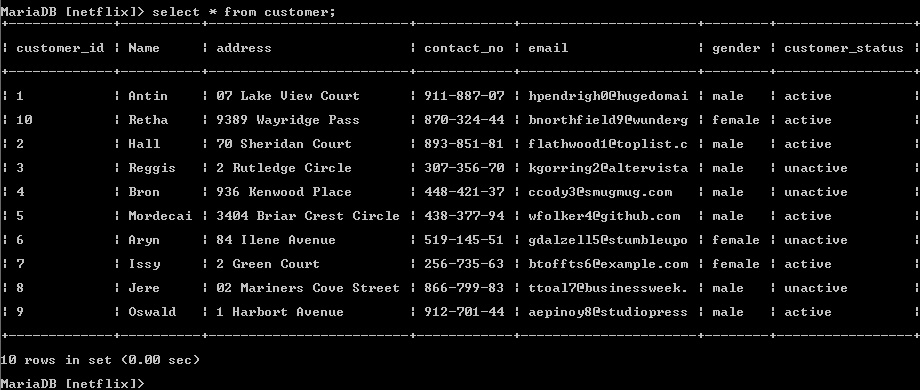 MariaDB [netflix]> select * from customer;
+-------------+----------+-------------------------+------------+----------------------+--------+-----------------+
| customer_id | Name     | address                 | contact_no | email                | gender | customer_status |
+-------------+----------+-------------------------+------------+----------------------+--------+-----------------+
| 1           | Antin    | 07 Lake View Court      | 911-887-07 | hpendrigh0@hugedomai | male   | active          |
| 10          | Retha    | 9389 Wayridge Pass      | 870-324-44 | bnorthfield9@wunderg | female | active          |
| 2           | Hall     | 70 Sheridan Court       | 893-851-81 | flathwood1@toplist.c | male   | active          |
| 3           | Reggis   | 2 Rutledge Circle       | 307-356-70 | kgorring2@altervista | male   | unactive        |
| 4           | Bron     | 936 Kenwood Place       | 448-421-37 | ccody3@smugmug.com   | male   | unactive        |
| 5           | Mordecai | 3404 Briar Crest Circle | 438-377-94 | wfolker4@github.com  | male   | active          |
| 6           | Aryn     | 84 Ilene Avenue         | 519-145-51 | gdalzell5@stumbleupo | female | unactive        |
| 7           | Issy     | 2 Green Court           | 256-735-63 | btoffts6@example.com | female | active          |
| 8           | Jere     | 02 Mariners Cove Street | 866-799-83 | ttoal7@businessweek. | male   | unactive        |
| 9           | Oswald   | 1 Harbort Avenue        | 912-701-44 | aepinoy8@studiopress | male   | active          |
+-------------+----------+-------------------------+------------+----------------------+--------+-----------------+
10 rows in set (0.00 sec)
MariaDB [netflix]>